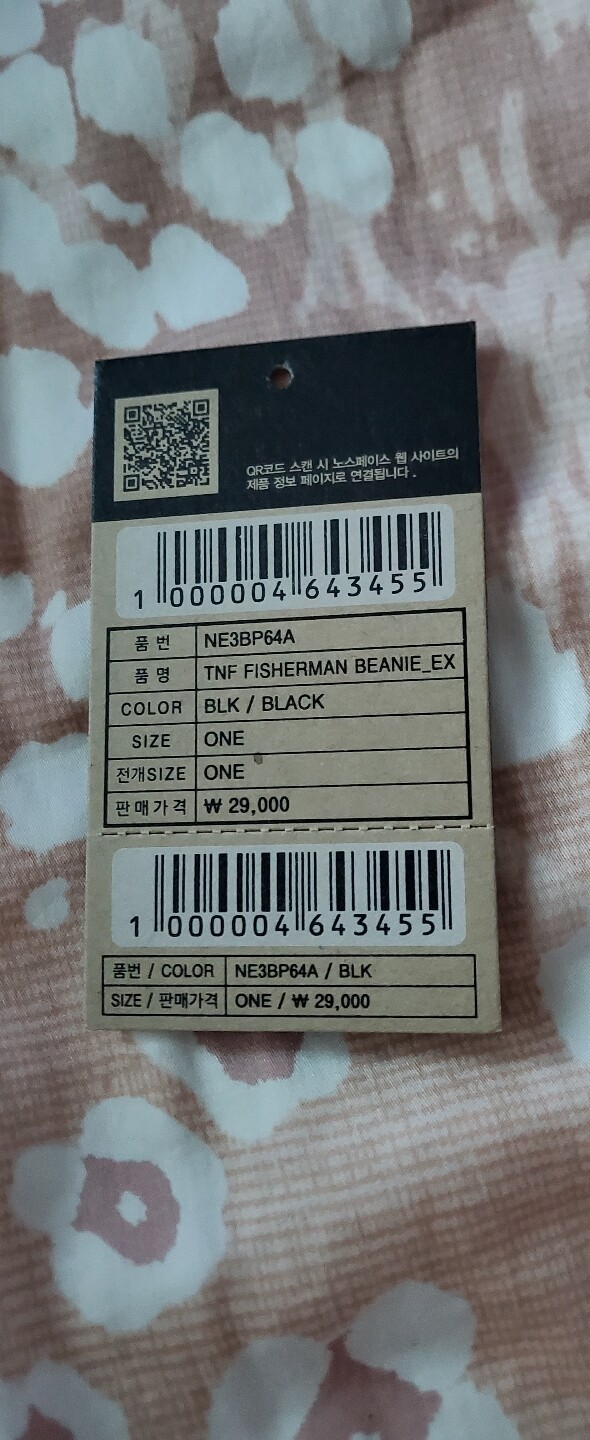 QR코드 스캔 시 노스페이스 웹 사이트의
제품 정보 페이지로 연결됩니다.
1 000004 643455
품 번 NE3BP64A
품 명 TNF FISHERMAN BEANIE_EX
COLOR BLK / BLACK
SIZE ONE
전개SIZE ONE
판매가격 ₩ 29,000
1 000004 643455
품번 / COLOR NE3BP64A / BLK
SIZE / 판매가격 ONE / ₩ 29,000